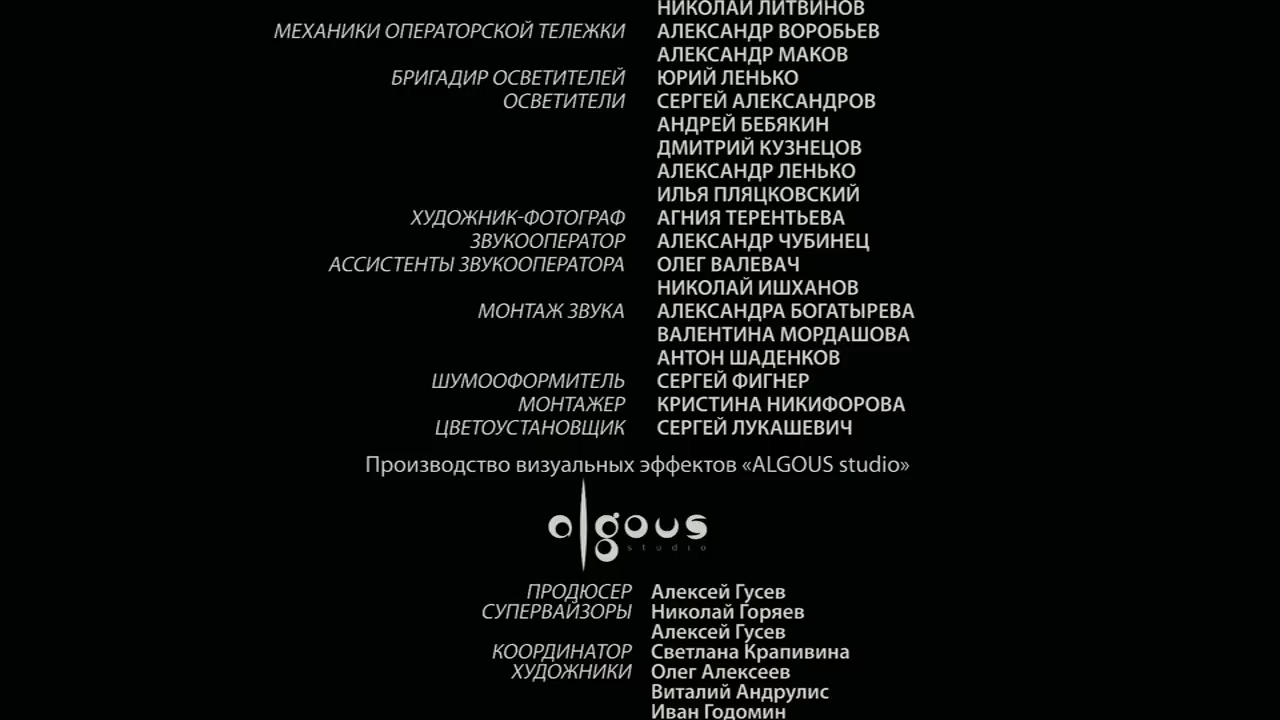 НИКОЛАЙ ЛИТВИНОВ
МЕХАНИКИ ОПЕРАТОРСКОЙ ТЕЛЕЖКИ АЛЕКСАНДР ВОРОБЬЕВ
АЛЕКСАНДР МАКОВ
БРИГАДИР ОСВЕТИТЕЛЕЙ ЮРИЙ ЛЕНЬКО
ОСВЕТИТЕЛИ СЕРГЕЙ АЛЕКСАНДРОВ
АНДРЕЙ БЕБЯКИН
ДМИТРИЙ КУЗНЕЦОВ
АЛЕКСАНДР ЛЕНЬКО
ИЛЬЯ ПЛЯЦКОВСКИЙ
ХУДОЖНИК-ФОТОГРАФ АГНИЯ ТЕРЕНТЬЕВА
ЗВУКООПЕРАТОР АЛЕКСАНДР ЧУБИНЕЦ
АССИСТЕНТЫ ЗВУКООПЕРАТОРА ОЛЕГ ВАЛЕВАЧ
НИКОЛАЙ ИШХАНОВ
МОНТАЖ ЗВУКА АЛЕКСАНДРА БОГАТЫРЕВА
ВАЛЕНТИНА МОРДАШОВА
АНТОН ШАДЕНКОВ
ШУМООФОРМИТЕЛЬ СЕРГЕЙ ФИГНЕР
МОНТАЖЕР КРИСТИНА НИКИФОРОВА
ЦВЕТОУСТАНОВЩИК СЕРГЕЙ ЛУКАШЕВИЧ
Производство визуальных эффектов «ALGOUS studio»
algous
studio
ПРОДЮСЕР Алексей Гусев
СУПЕРВАЙЗОРЫ Николай Горяев
Алексей Гусев
КООРДИНАТОР Светлана Крапивина
ХУДОЖНИКИ Олег Алексеев
Виталий Андрулис
Иван Годомин